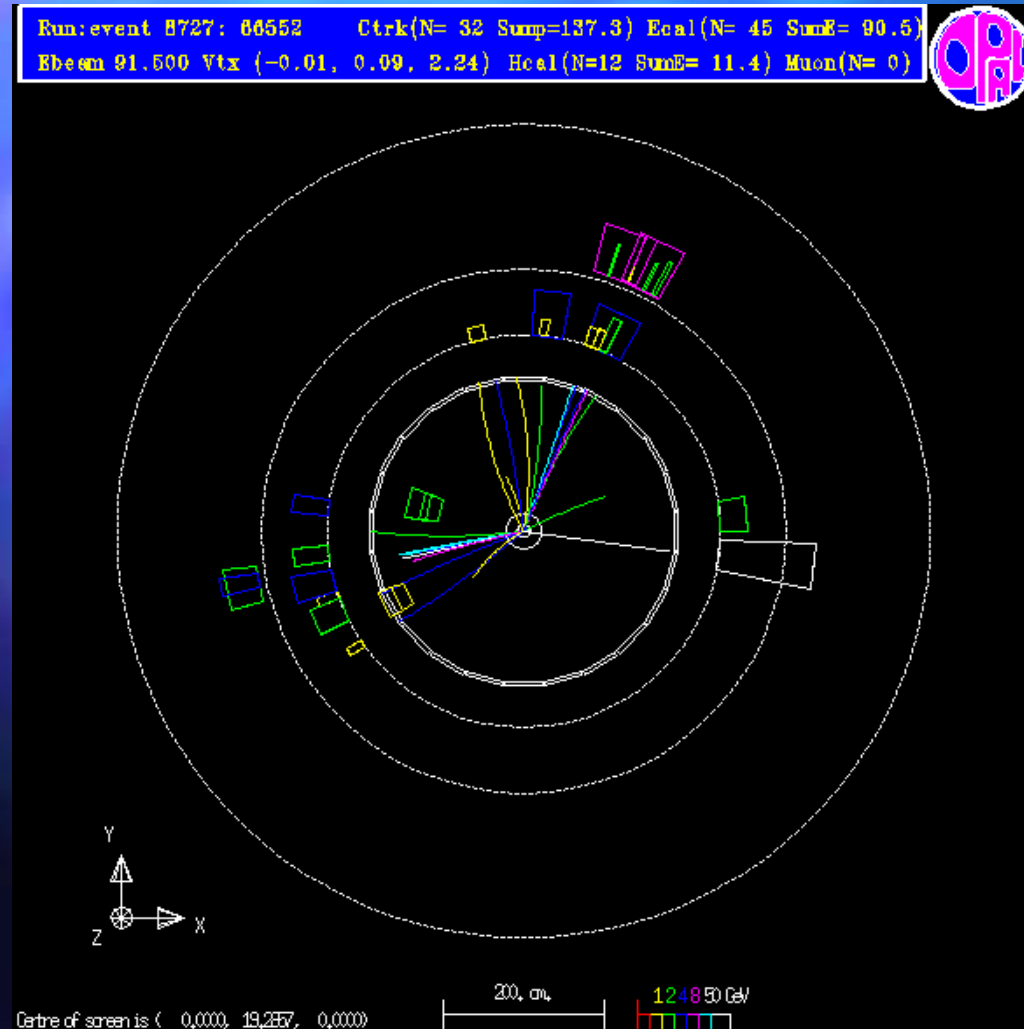 Run:event 8727: 66552 Ctrk(N= 32 Sump=137.3) Ecal(N= 45 SumE= 90.5)
Ebeam 91.500 Vtx (-0.01, 0.09, 2.24) Hcal(N=12 SumE= 11.4) Muon(N= 0)
OPAL
Y
X
Z
200. cm.
1 2 4 8 50 GeV
Centre of screen is ( 0.0000, 19.2857, 0.0000)